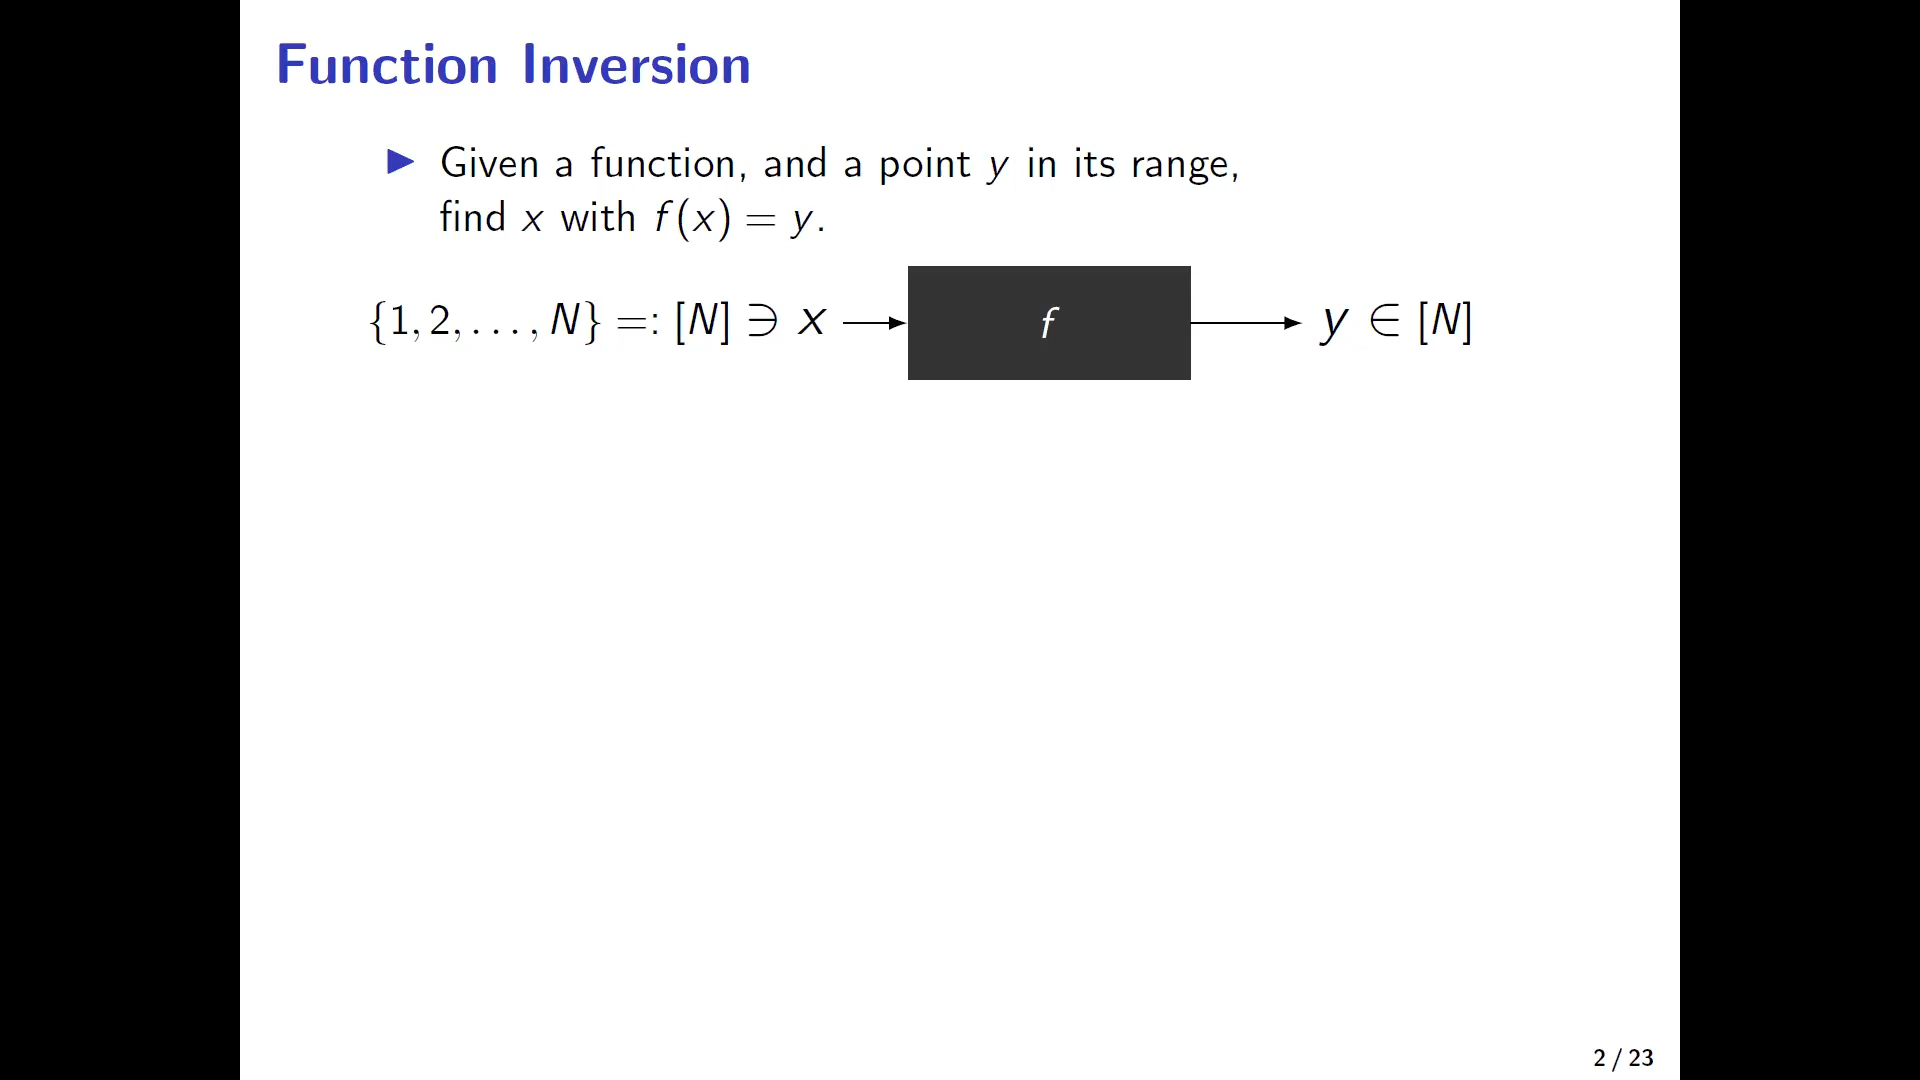 Function Inversion
▶ Given a function, and a point y in its range,
find x with f(x) = y.
{1, 2, . . . , N} =: [N] ∋ x f y ∈ [N]
2 / 23